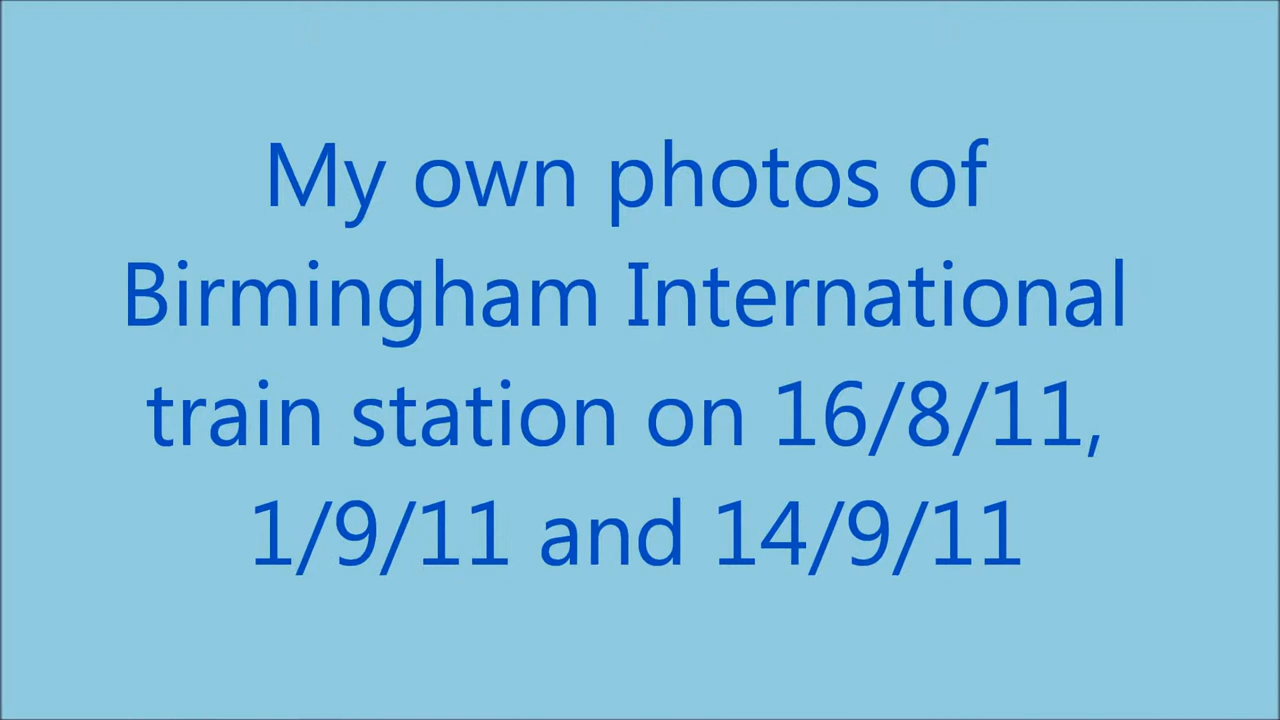 My own photos of
Birmingham International
train station on 16/8/11,
1/9/11 and 14/9/11